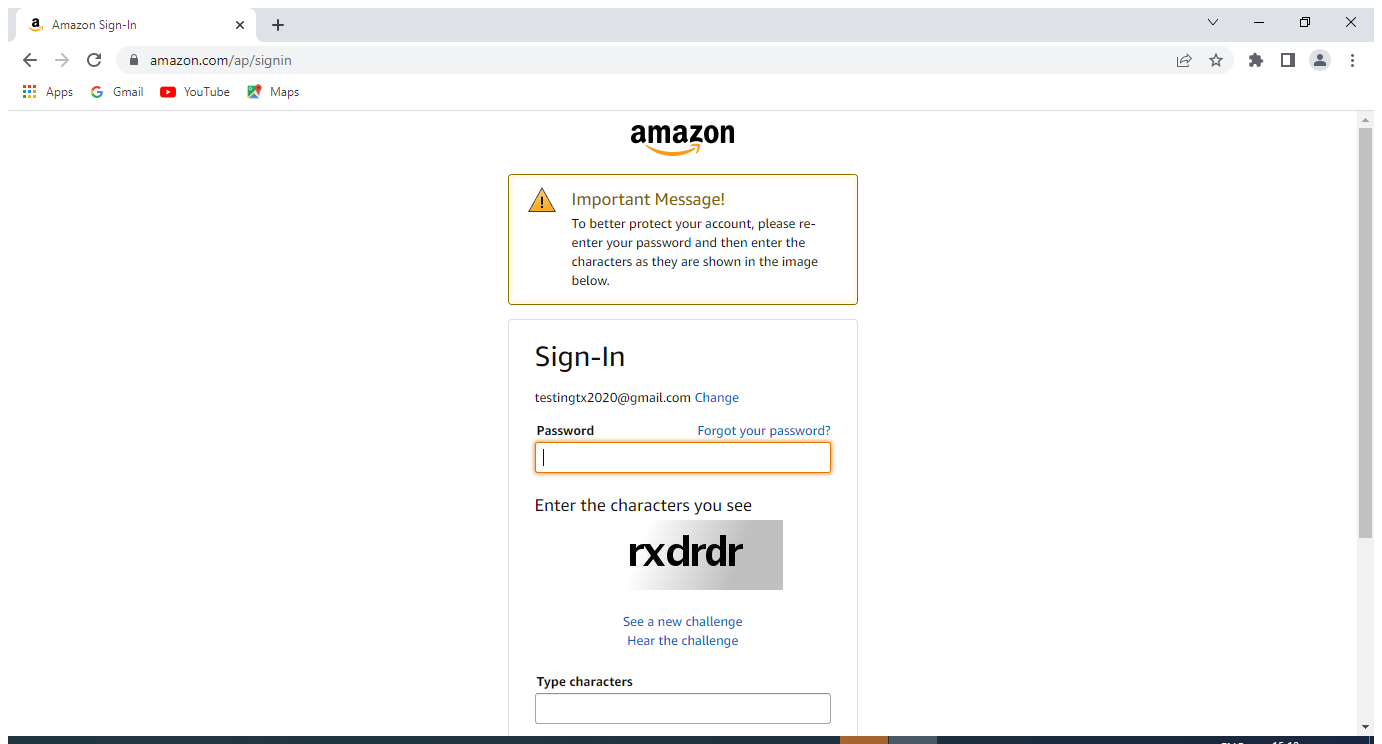 Amazon Sign-In
amazon.com/ap/signin
Apps Gmail YouTube Maps
amazon
Important Message!
To better protect your account, please re-
enter your password and then enter the
characters as they are shown in the image
below.
Sign-In
testingtx2020@gmail.com Change
Password Forgot your password?
Enter the characters you see
rxdrdr
See a new challenge
Hear the challenge
Type characters